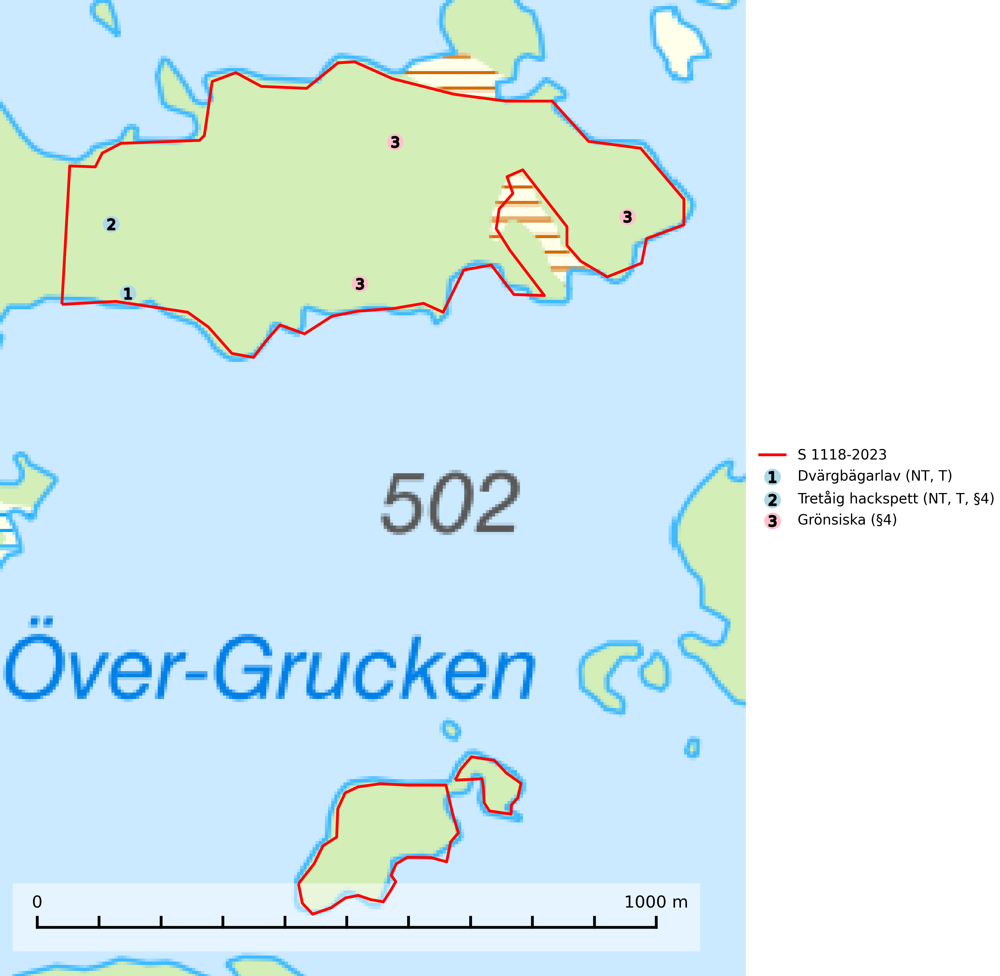 3
2
3
3
1
502
S 1118-2023
1 Dvärgbägarlav (NT, T)
2 Tretåig hackspett (NT, T, §4)
3 Grönsiska (§4)
Över-Grucken
0 1000 m